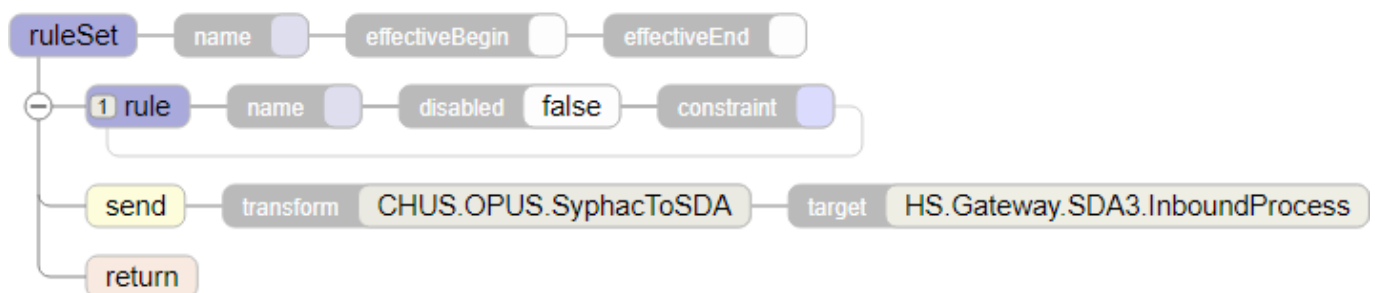 ruleSet name effectiveBegin effectiveEnd
1 rule name disabled false constraint
send transform CHUS.OPUS.SyphacToSDA target HS.Gateway.SDA3.InboundProcess
return